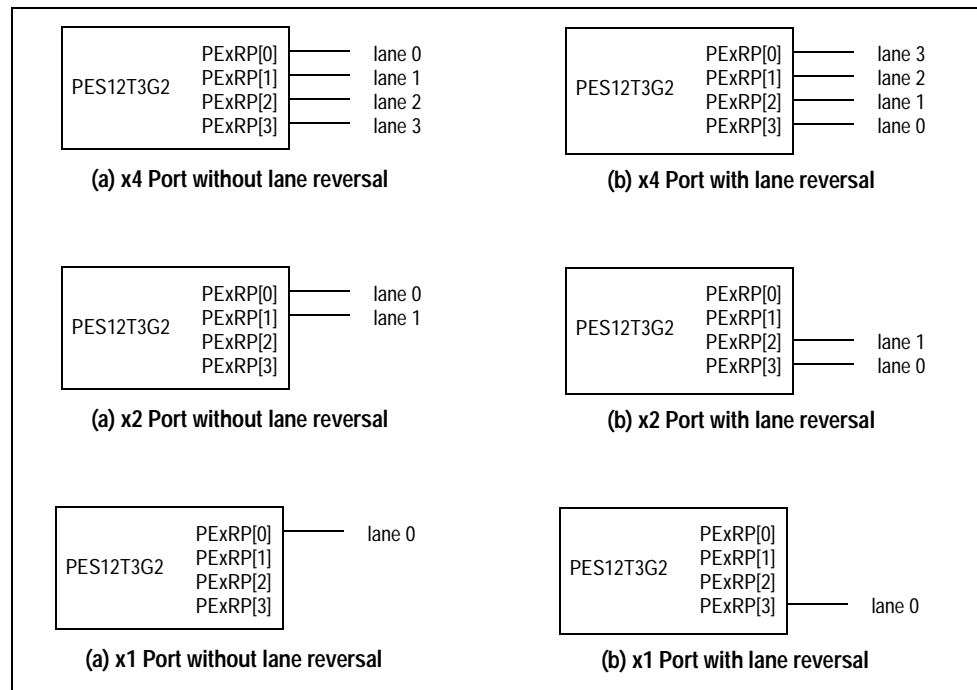 PES12T3G2
PExRP[0] lane 0
PExRP[1] lane 1
PExRP[2] lane 2
PExRP[3] lane 3
(a) x4 Port without lane reversal
PES12T3G2
PExRP[0] lane 3
PExRP[1] lane 2
PExRP[2] lane 1
PExRP[3] lane 0
(b) x4 Port with lane reversal
PES12T3G2
PExRP[0] lane 0
PExRP[1] lane 1
PExRP[2]
PExRP[3]
(a) x2 Port without lane reversal
PES12T3G2
PExRP[0]
PExRP[1]
PExRP[2] lane 1
PExRP[3] lane 0
(b) x2 Port with lane reversal
PES12T3G2
PExRP[0] lane 0
PExRP[1]
PExRP[2]
PExRP[3]
(a) x1 Port without lane reversal
PES12T3G2
PExRP[0]
PExRP[1]
PExRP[2]
PExRP[3] lane 0
(b) x1 Port with lane reversal